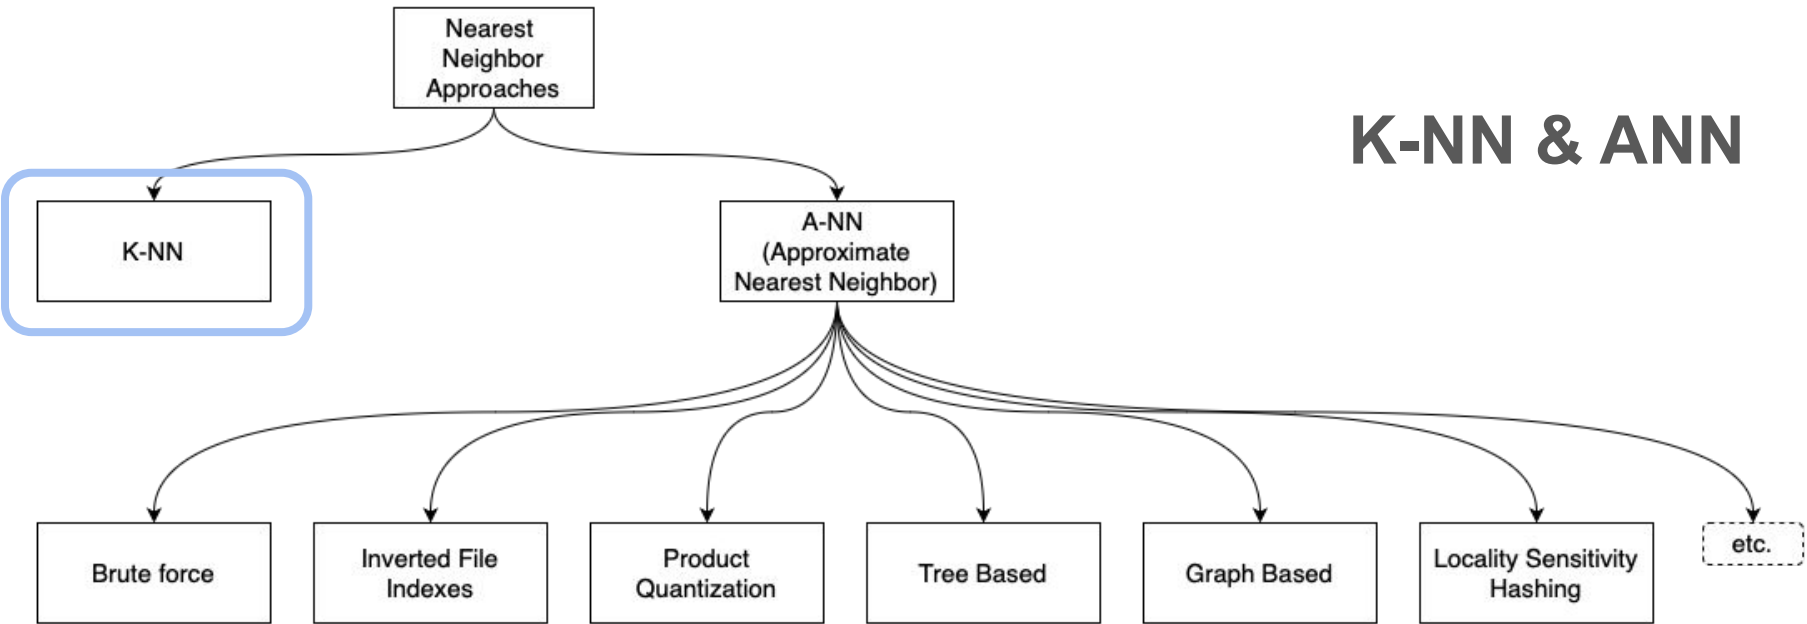 Nearest
Neighbor
Approaches
K-NN & ANN
K-NN
A-NN
(Approximate
Nearest Neighbor)
Brute force
Inverted File
Indexes
Product
Quantization
Tree Based
Graph Based
Locality Sensitivity
Hashing
etc.